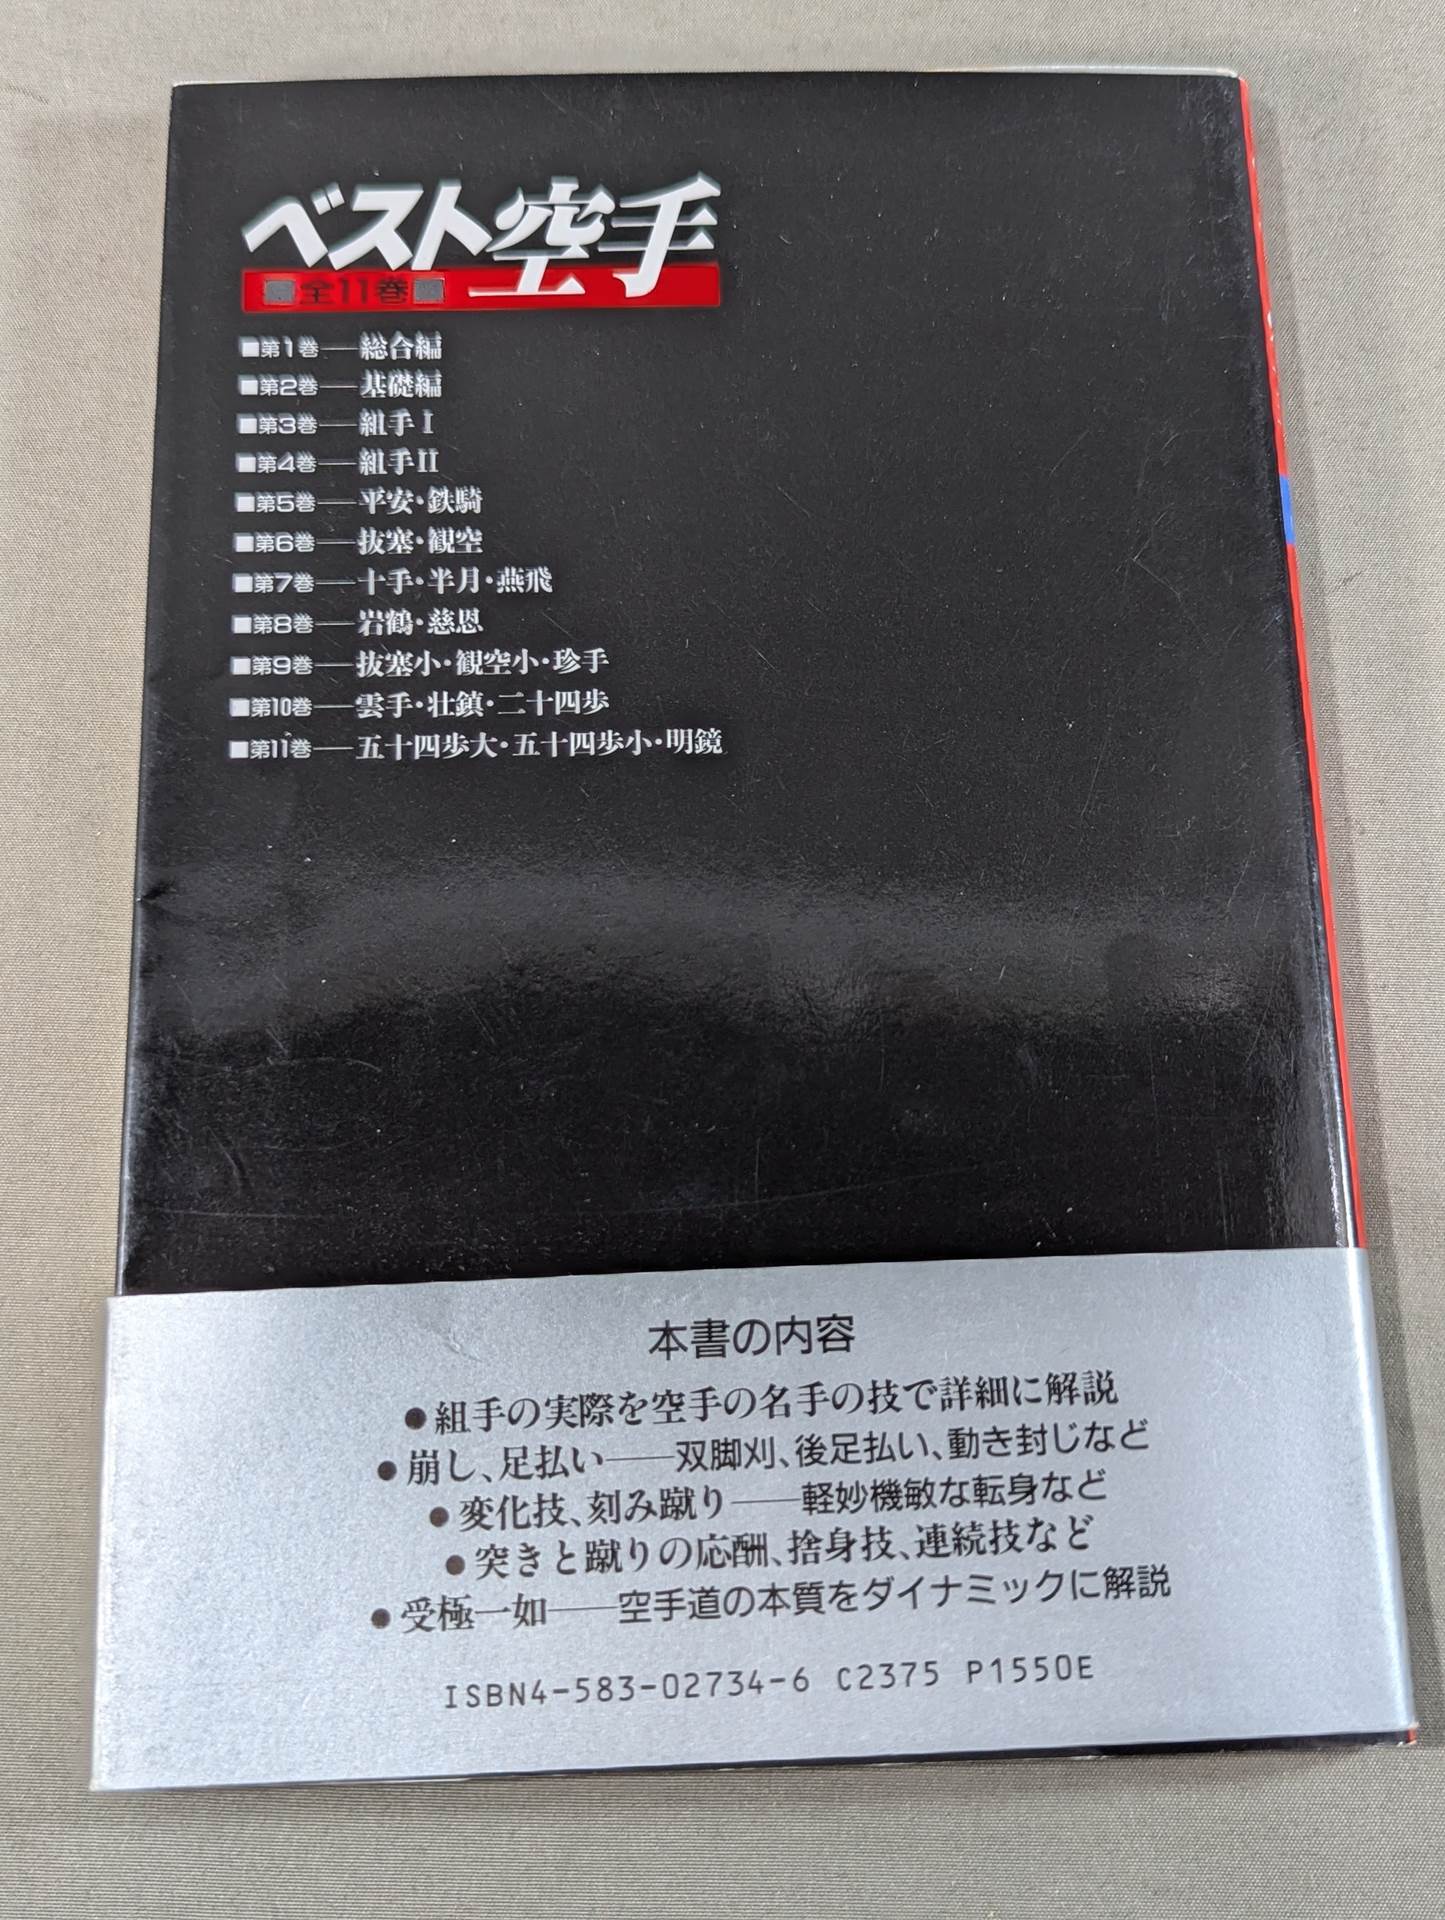 ベスト空手
■全11巻■
■第1巻──総合編
■第2巻──基礎編
■第3巻──組手I
■第4巻──組手II
■第5巻──平安・鉄騎
■第6巻──抜塞・観空
■第7巻──十手・半月・燕飛
■第8巻──岩鶴・慈恩
■第9巻──抜塞小・観空小・珍手
■第10巻──雲手・壮鎮・二十四歩
■第11巻──五十四歩大・五十四歩小・明鏡
本書の内容
●組手の実際を空手の名手の技で詳細に解説
●崩し、足払い──双脚刈、後足払い、動き封じなど
●変化技、刻み蹴り──軽妙機敏な転身など
●突きと蹴りの応酬、捨身技、連続技など
●受極一如──空手道の本質をダイナミックに解説
ISBN4-583-02734-6 C2375 P1550E